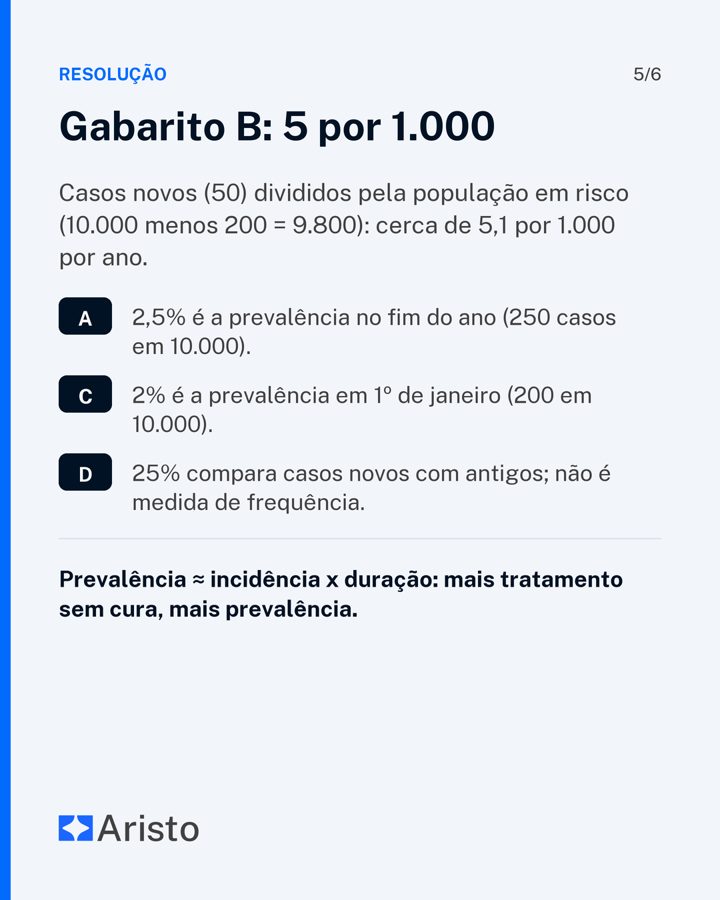 RESOLUÇÃO
5/6
Gabarito B: 5 por 1.000
Casos novos (50) divididos pela população em risco
(10.000 menos 200 = 9.800): cerca de 5,1 por 1.000
por ano.
A
2,5% é a prevalência no fim do ano (250 casos
em 10.000).
C
2% é a prevalência em 1º de janeiro (200 em
10.000).
D
25% compara casos novos com antigos; não é
medida de frequência.
Prevalência ≈ incidência x duração: mais tratamento
sem cura, mais prevalência.
Aristo